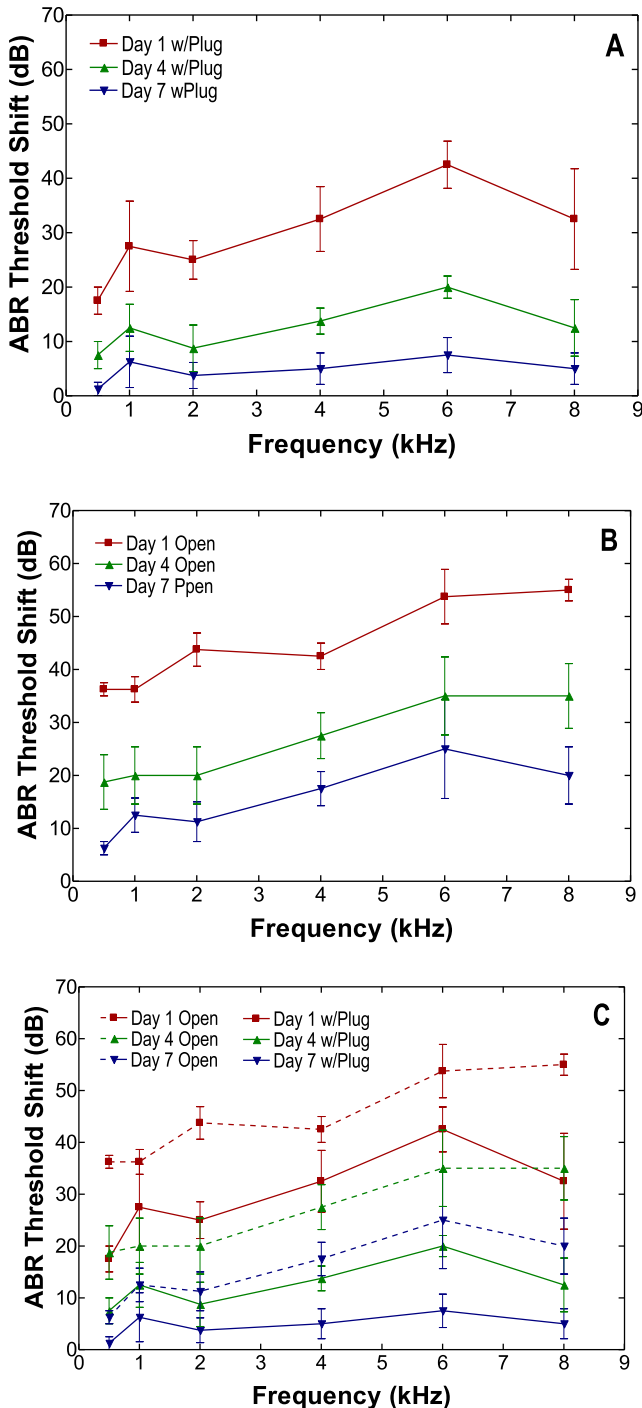 70
A
Day 1 w/Plug
60
Day 4 w/Plug
Day 7 wPlug
50
40
30
20
10
0
ABR Threshold Shift (dB)
0 1 2 3 4 5 6 7 8 9
Frequency (kHz)
70
B
Day 1 Open
60
Day 4 Open
Day 7 Ppen
50
40
30
20
10
0
ABR Threshold Shift (dB)
0 1 2 3 4 5 6 7 8 9
Frequency (kHz)
70
C
Day 1 Open Day 1 w/Plug
60
Day 4 Open Day 4 w/Plug
Day 7 Open Day 7 w/Plug
50
40
30
20
10
0
ABR Threshold Shift (dB)
0 1 2 3 4 5 6 7 8 9
Frequency (kHz)